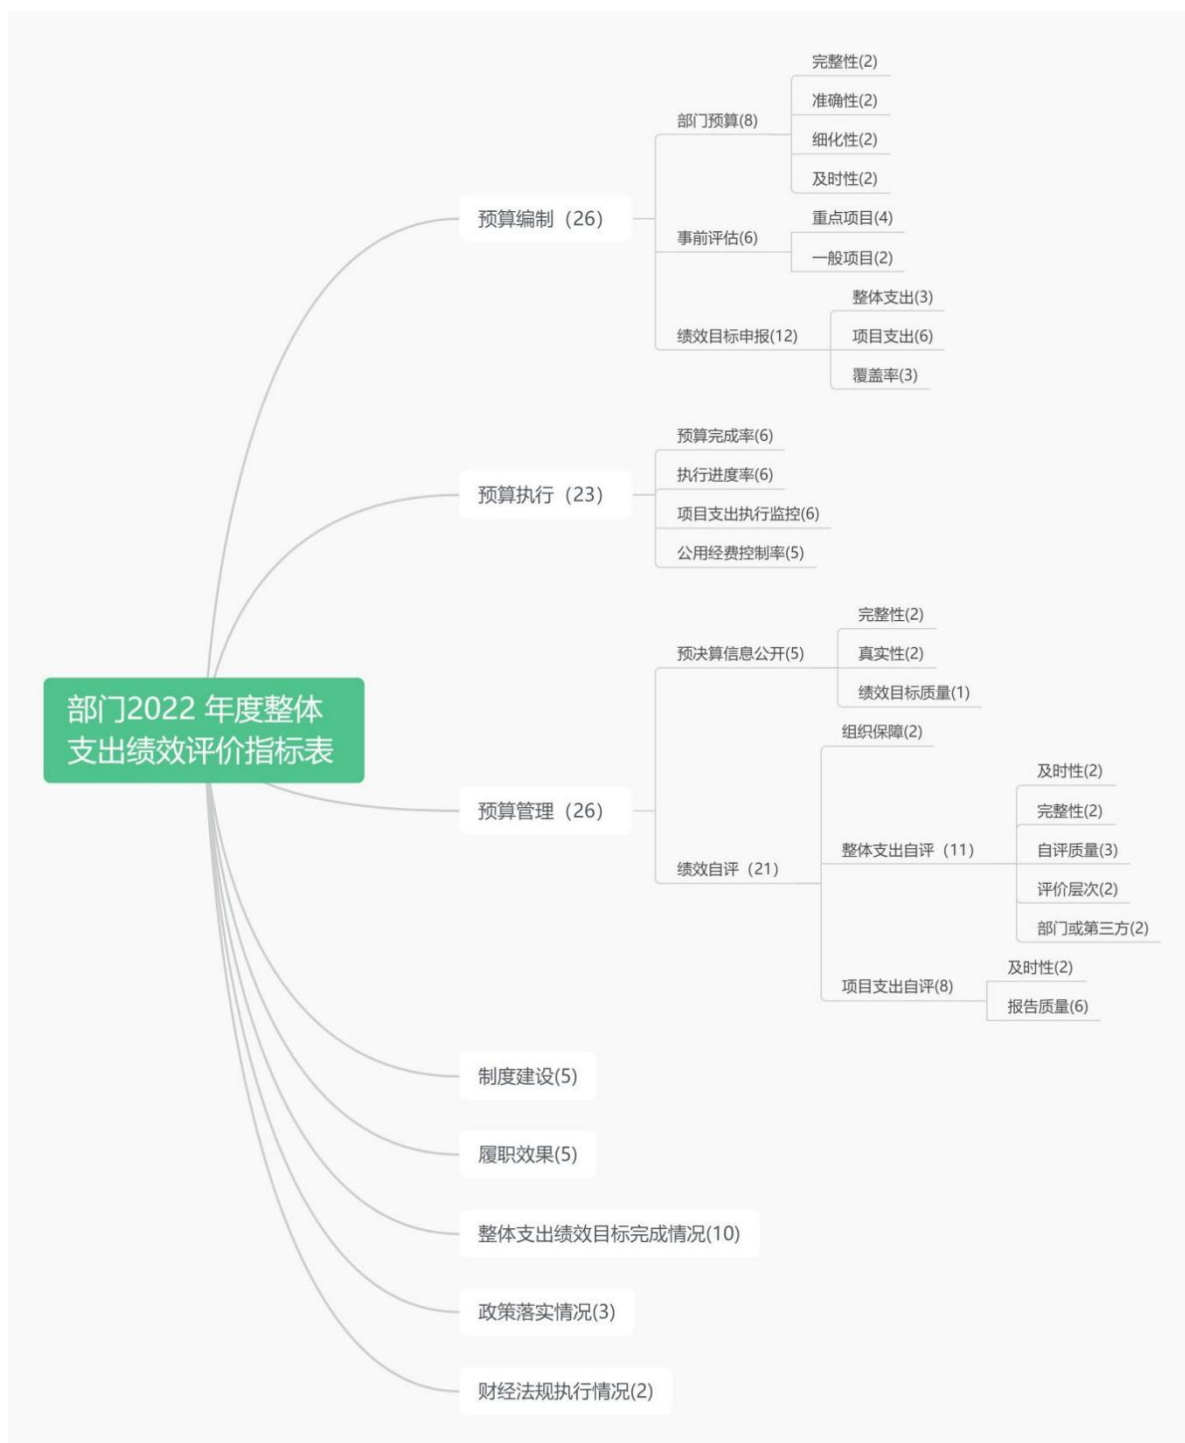 部门2022 年度整体
支出绩效评价指标表
预算编制（26）
部门预算(8)
完整性(2)
准确性(2)
细化性(2)
及时性(2)
事前评估(6)
重点项目(4)
一般项目(2)
绩效目标申报(12)
整体支出(3)
项目支出(6)
覆盖率(3)
预算执行（23）
预算完成率(6)
执行进度率(6)
项目支出执行监控(6)
公用经费控制率(5)
预算管理（26）
预决算信息公开(5)
完整性(2)
真实性(2)
绩效目标质量(1)
绩效自评（21）
组织保障(2)
整体支出自评（11）
及时性(2)
完整性(2)
自评质量(3)
评价层次(2)
部门或第三方(2)
项目支出自评(8)
及时性(2)
报告质量(6)
制度建设(5)
履职效果(5)
整体支出绩效目标完成情况(10)
政策落实情况(3)
财经法规执行情况(2)